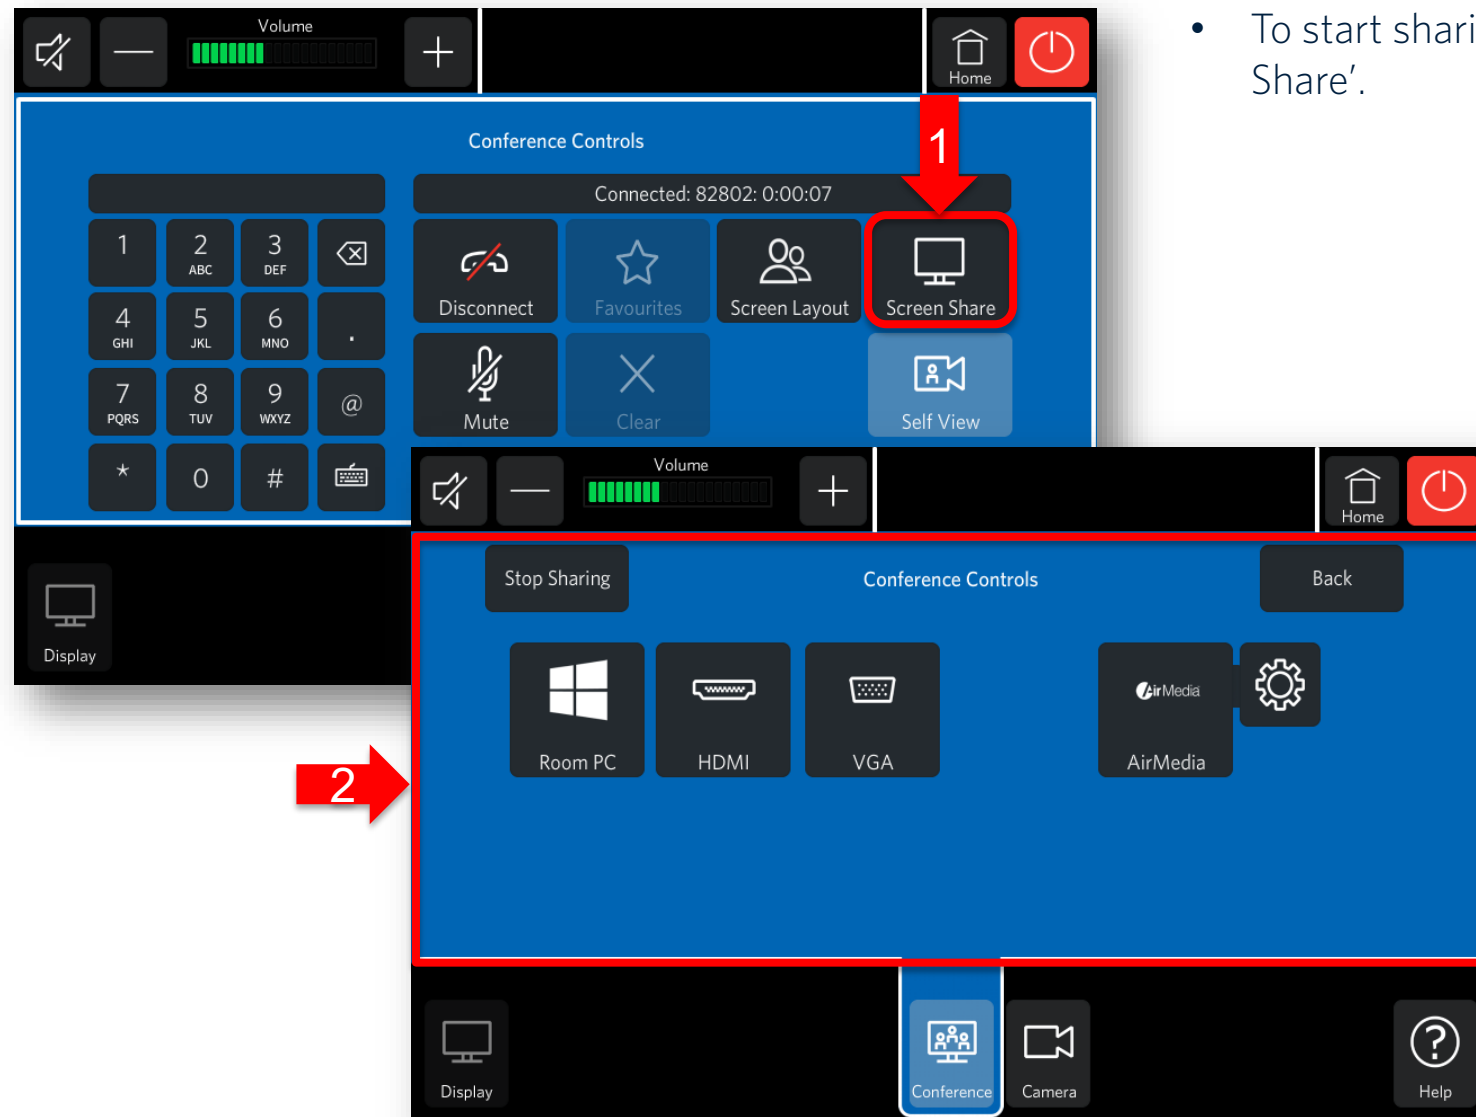 Volume
Home
Conference Controls
Connected: 82802: 0:00:07
1
2
ABC
3
DEF
4
GHI
5
JKL
6
MNO
.
7
PQRS
8
TUV
9
WXYZ
@
*
0
#
Disconnect
Favourites
Screen Layout
Screen Share
Mute
Clear
Self View
Display
1
• To start shari
Share’.
2
Volume
Home
Stop Sharing
Conference Controls
Back
Room PC
HDMI
VGA
AirMedia
AirMedia
Display
Conference
Camera
?
Help